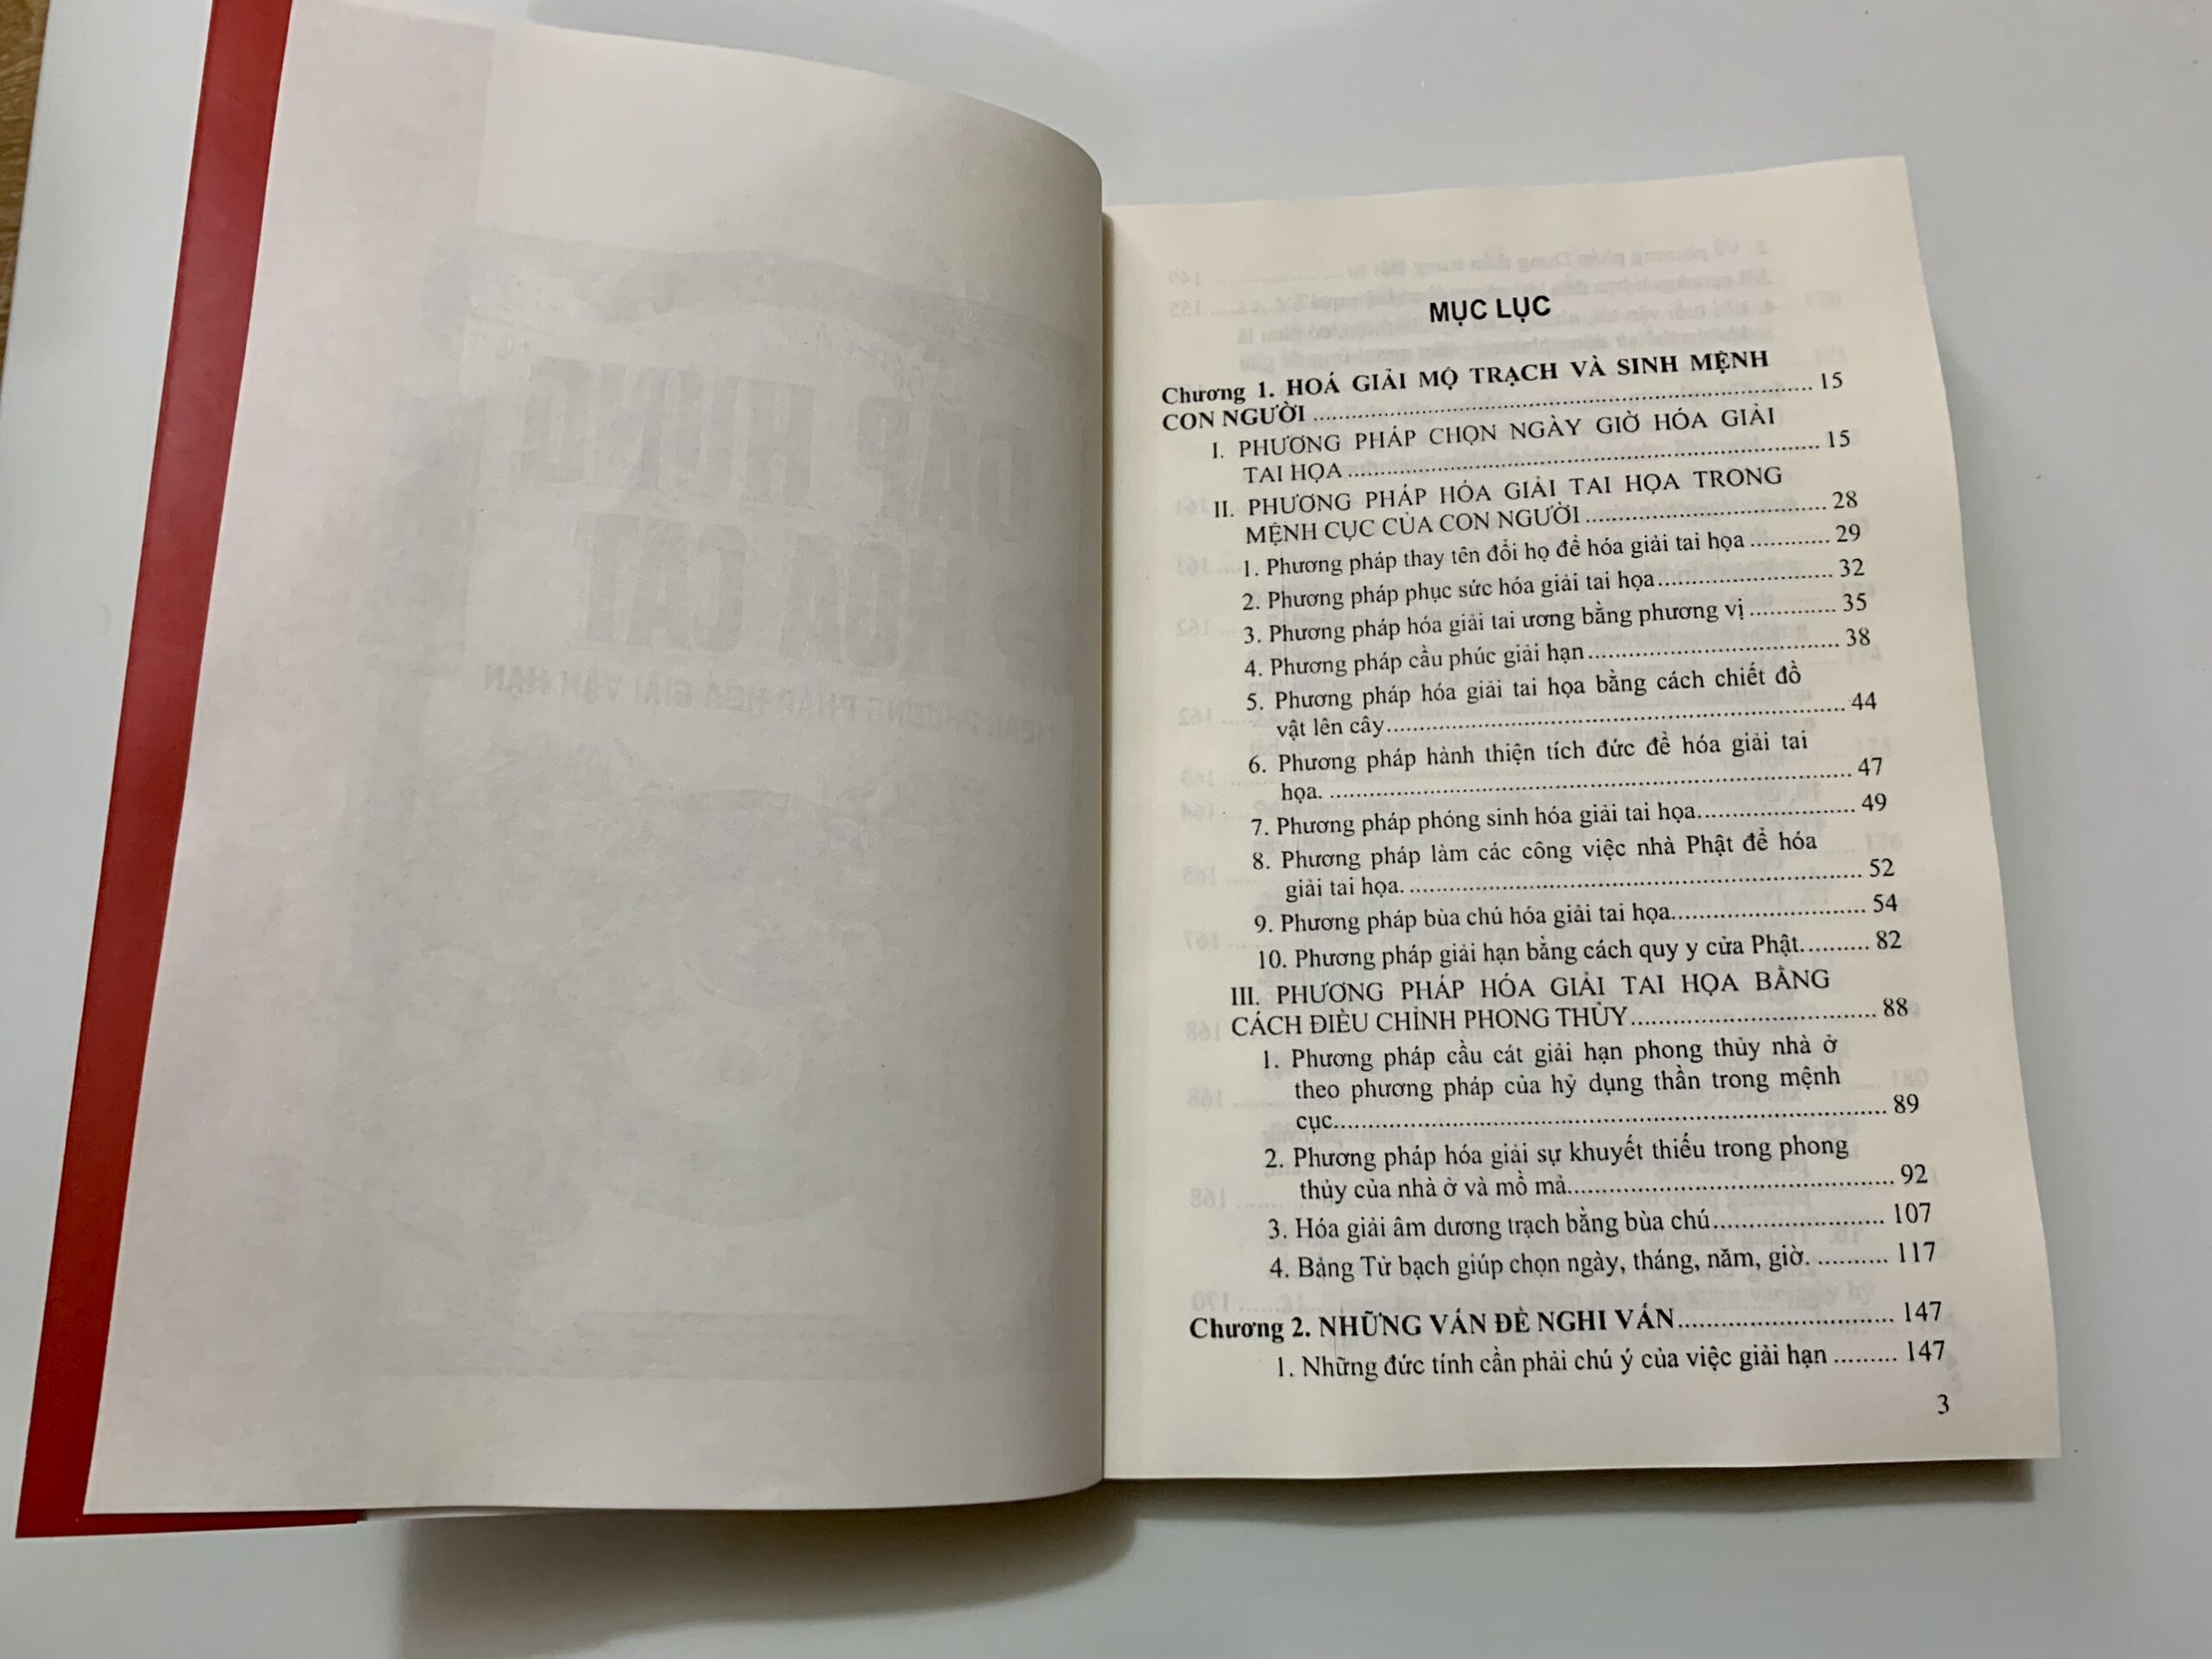 MỤC LỤC
Chương 1. HOÁ GIẢI MỘ TRẠCH VÀ SINH MỆNH
CON NGƯỜI ........ 15
I. PHƯƠNG PHÁP CHỌN NGÀY GIỜ HÓA GIẢI
TAI HỌA ........ 15
II. PHƯƠNG PHÁP HÓA GIẢI TAI HỌA TRONG
MỆNH CỤC CỦA CON NGƯỜI ........ 28
1. Phương pháp thay tên đổi họ để hóa giải tai họa ........ 29
2. Phương pháp phục sức hóa giải tai họa ........ 32
3. Phương pháp hóa giải tai ương bằng phương vị ........ 35
4. Phương pháp cầu phúc giải hạn ........ 38
5. Phương pháp hóa giải tai họa bằng cách chiết đồ
vật lên cây ........ 44
6. Phương pháp hành thiện tích đức để hóa giải tai
họa. ........ 47
7. Phương pháp phóng sinh hóa giải tai họa ........ 49
8. Phương pháp làm các công việc nhà Phật để hóa
giải tai họa. ........ 52
9. Phương pháp bùa chú hóa giải tai họa ........ 54
10. Phương pháp giải hạn bằng cách quy y cửa Phật ........ 82
III. PHƯƠNG PHÁP HÓA GIẢI TAI HỌA BẰNG
CÁCH ĐIỀU CHỈNH PHONG THỦY ........ 88
1. Phương pháp cầu cát giải hạn phong thủy nhà ở
theo phương pháp của hỷ dụng thần trong mệnh
cục ........ 89
2. Phương pháp hóa giải sự khuyết thiếu trong phong
thủy của nhà ở và mồ mả ........ 92
3. Hóa giải âm dương trạch bằng bùa chú ........ 107
4. Bảng Tử bạch giúp chọn ngày, tháng, năm, giờ. ........ 117
Chương 2. NHỮNG VẤN ĐỀ NGHI VẤN ........ 147
1. Những đức tính cần phải chú ý của việc giải hạn ........ 147
3